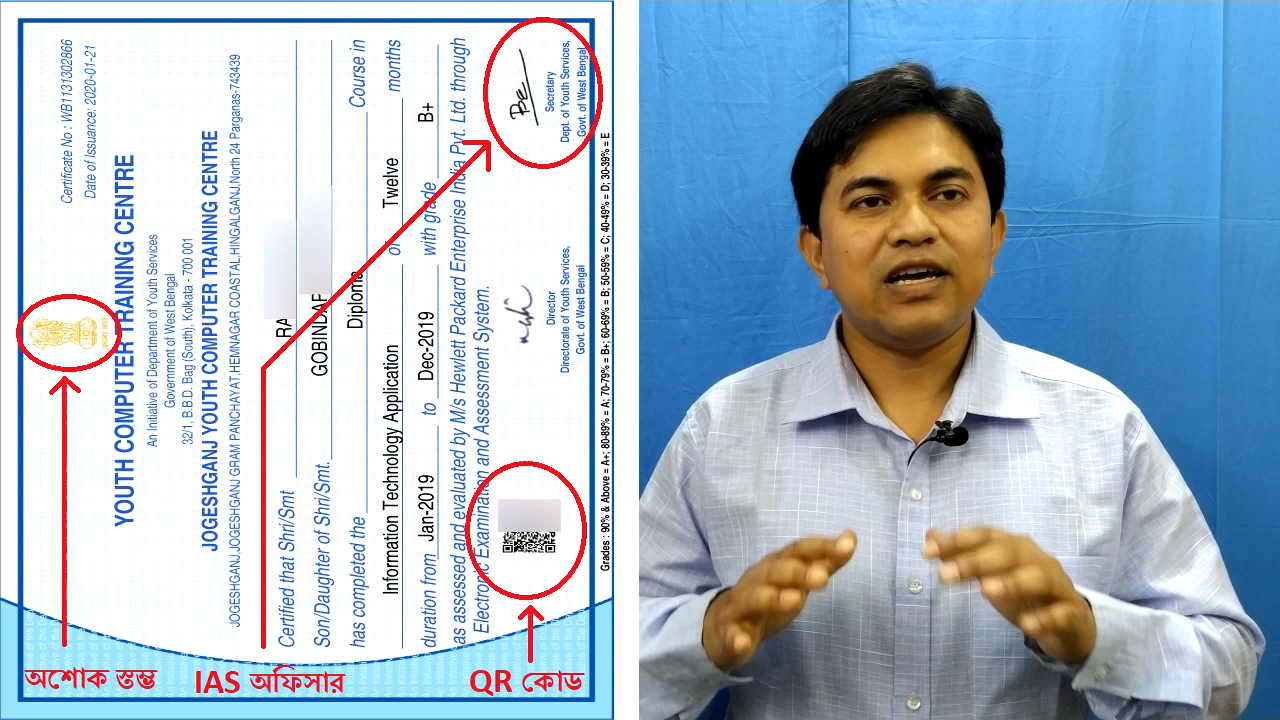 Certificate No : WB1131302866
Date of Issuance: 2020-01-21
YOUTH COMPUTER TRAINING CENTRE
An Initiative of Department of Youth Services
Government of West Bengal
32/1, B.B.D. Bag (South), Kolkata - 700 001
JOGESHGANJ YOUTH COMPUTER TRAINING CENTRE
JOGESHGANJ,JOGESHGANJ GRAM PANCHAYAT,HEMNAGAR COASTAL,HINGALGANJ,North 24 Parganas-743439
Certified that Shri/Smt RA
Son/Daughter of Shri/Smt. GOBINDAP
has completed the Diploma Course in
Information Technology Application of Twelve months
duration from Jan-2019 to Dec-2019 with grade B+
as assessed and evaluated by M/s Hewlett Packard Enterprise India Pvt. Ltd. through
Electronic Examination and Assessment System.
Director
Directorate of Youth Services,
Govt. of West Bengal
Secretary
Dept. of Youth Services,
Govt. of West Bengal
Grades : 90% & Above = A+; 80-89% = A; 70-79% = B+; 60-69% = B; 50-59% = C; 40-49% = D; 30-39% = E
অশোক স্তম্ভ
IAS অফিসার
QR কোড